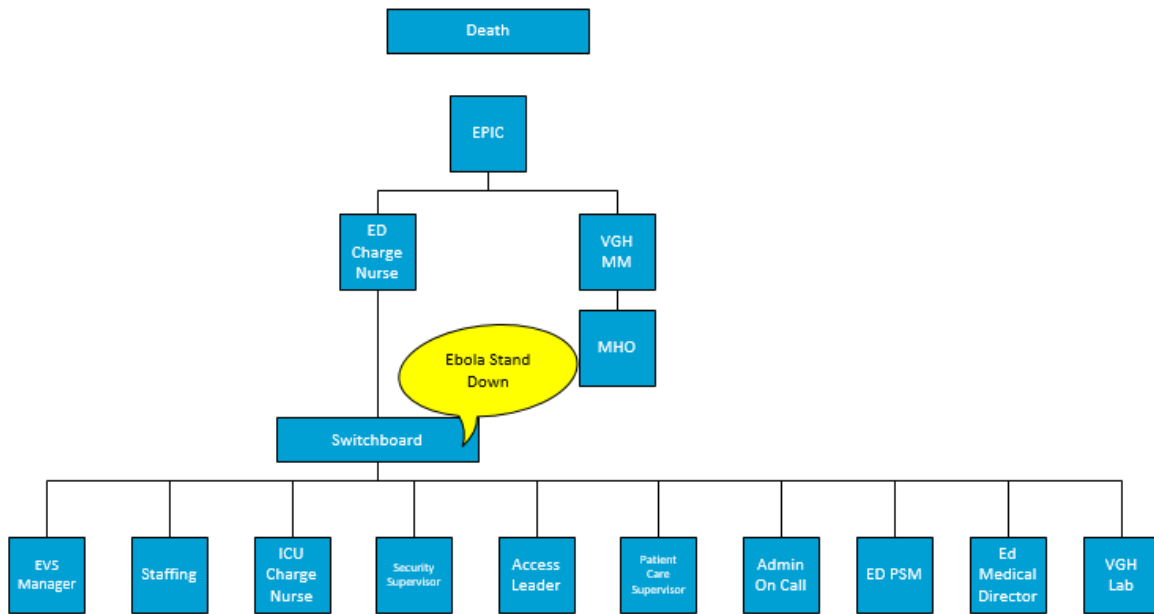 Death
EPIC
ED
Charge
Nurse
VGH
MM
MHO
Ebola Stand
Down
Switchboard
EVS
Manager
Staffing
ICU
Charge
Nurse
Security
Supervisor
Access
Leader
Patient
Care
Supervisor
Admin
On Call
ED PSM
Ed
Medical
Director
VGH
Lab